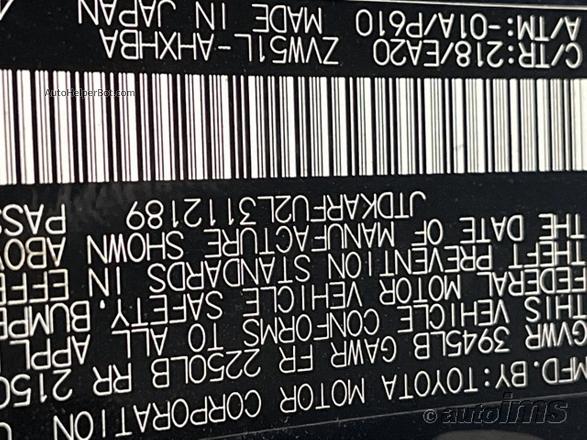 MFD. BY: TOYOTA MOTOR CORPORATION
GVWR 3945LB GAWR FR 2250LB RR 215
THIS VEHICLE CONFORMS TO ALL APPL
FEDERAL MOTOR VEHICLE SAFETY, BUMPE
THEFT PREVENTION STANDARDS IN EFFE
THE DATE OF MANUFACTURE SHOWN ABOV
JTDKARFU2L3112189 PAS
C/TR:218/EA20 ZVW51L-AHXHBA
A/TM:-01A/P610 MADE IN JAPAN
AutoHelperBot.com
© autoims